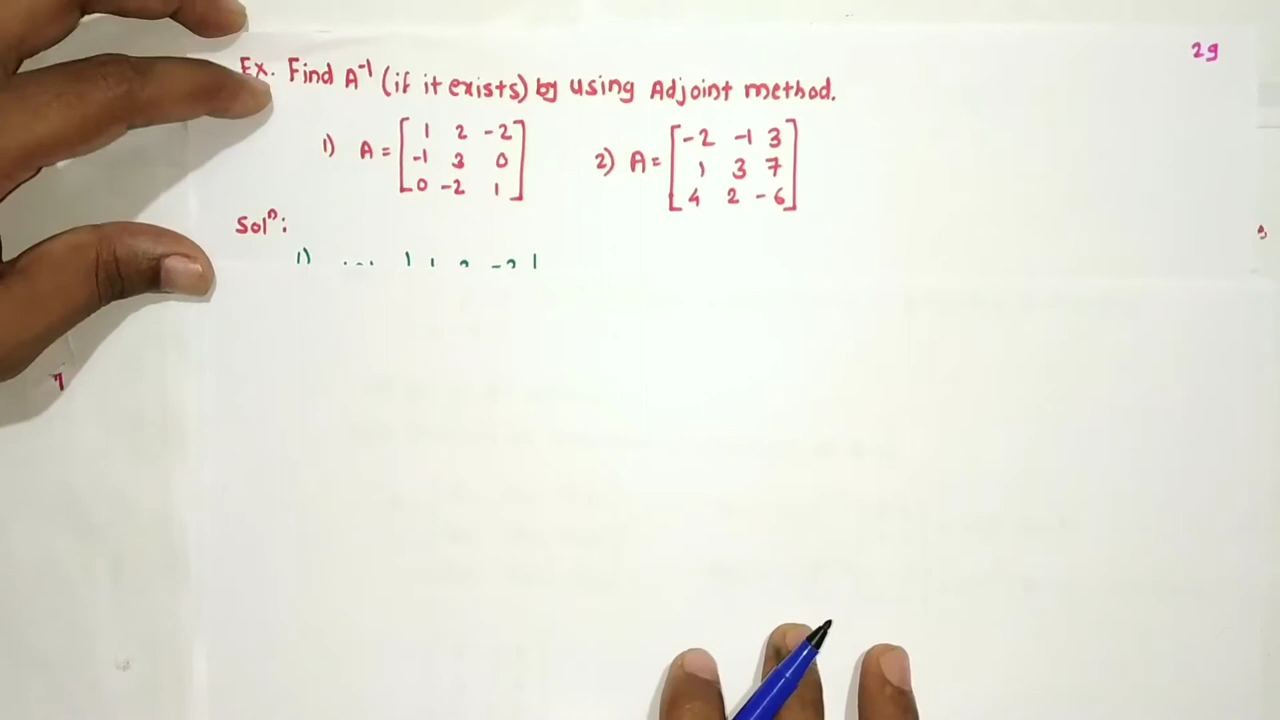 29
Ex. Find A⁻¹ (if it exists) by using Adjoint method.
1) A = [1 2 -2] 2) A = [-2 -1 3]
[-1 3 0] [1 3 7]
[0 -2 1] [4 2 -6]
Solⁿ:
1)